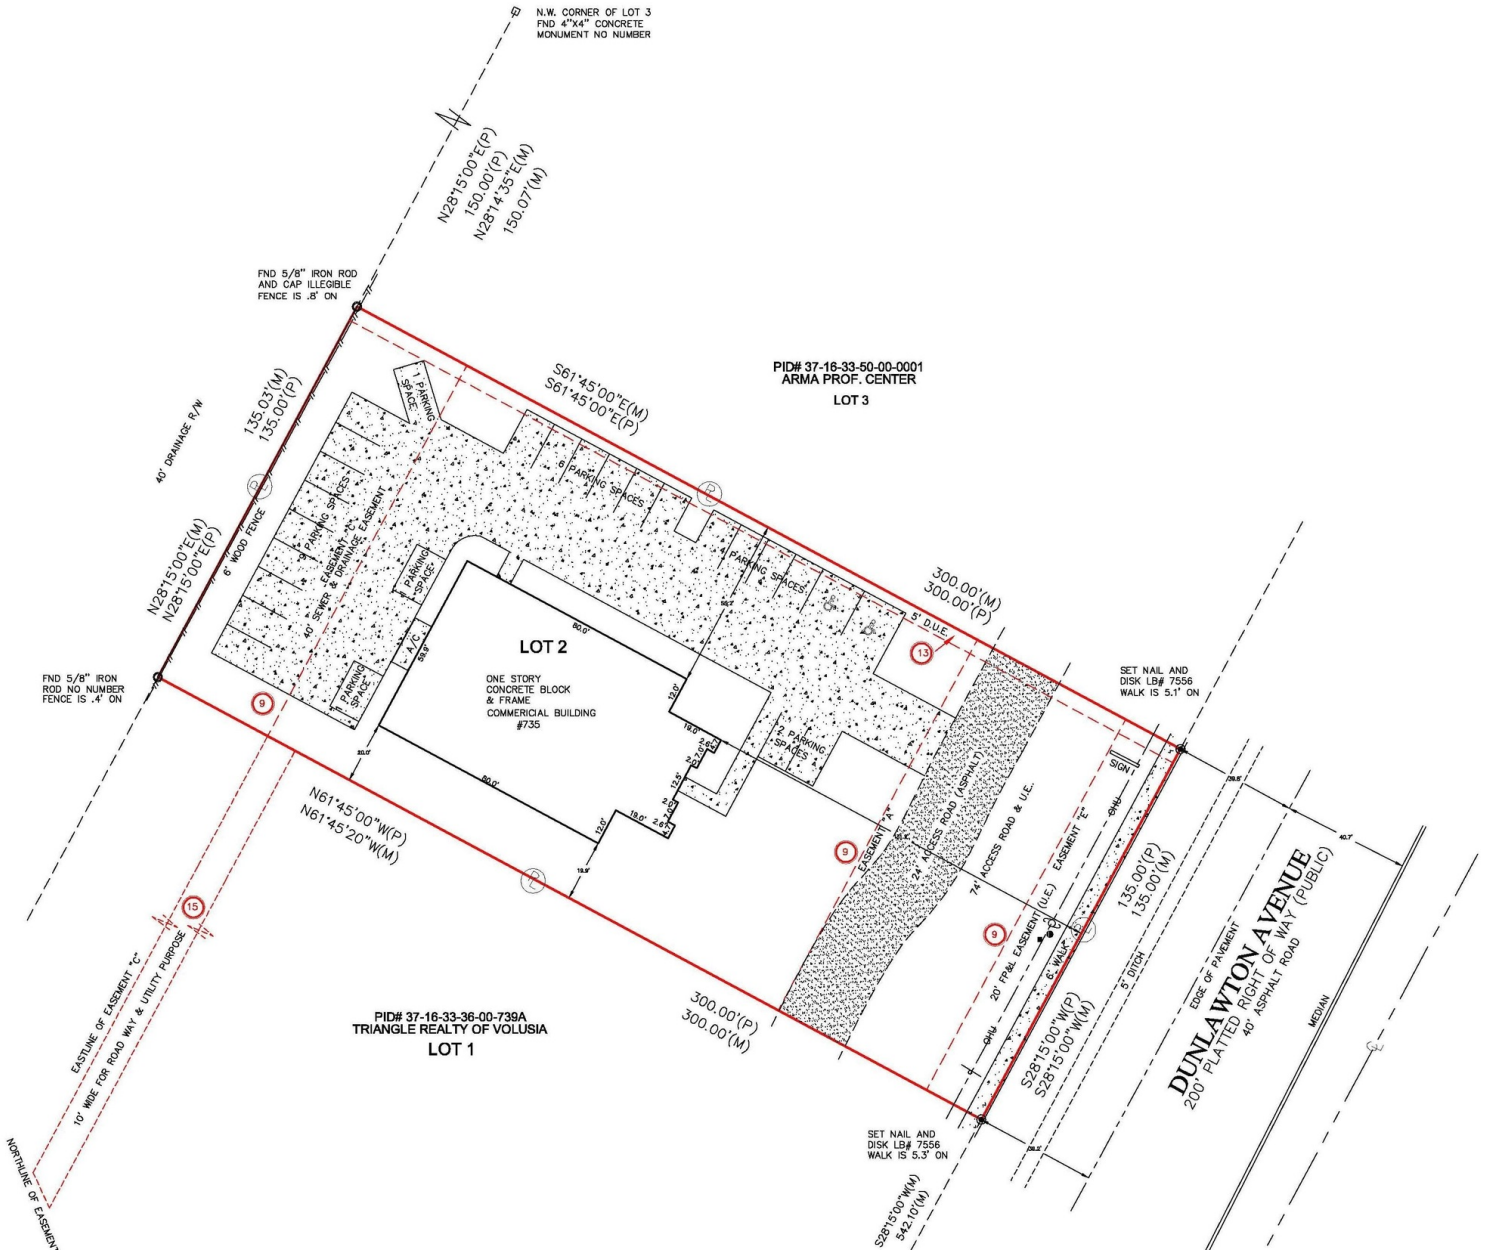 N.W. CORNER OF LOT 3
FND 4"X4" CONCRETE
MONUMENT NO NUMBER
N28°15'00"E(P)
150.00'(P)
N28°14'35"E(M)
150.07'(M)
FND 5/8" IRON ROD
AND CAP ILLEGIBLE
FENCE IS .8' ON
PID# 37-16-33-50-00-0001
ARMA PROF. CENTER
LOT 3
S61°45'00"E(M)
S61°45'00"E(P)
135.03'(M)
135.00'(P)
40' DRAINAGE R/W
1 PARKING
SPACE
6 PARKING SPACES
PARKING SPACES
EASEMENT "C"
40' SEWER & DRAINAGE EASEMENT
6' WOOD FENCE
N28°15'00"E(M)
N28°15'00"E(P)
4 PARKING SPACES
300.00'(M)
300.00'(P)
5' D.U.E.
13
PARKING
SPACE
A/C
PARKING
SPACE
80.0'
59.9'
LOT 2
ONE STORY
CONCRETE BLOCK
& FRAME
COMMERICIAL BUILDING
#735
12.0'
19.0'
2 PARKING
SPACES
12.5'
80.0'
20.0'
12.0'
19.0'
19.9'
FND 5/8" IRON
ROD NO NUMBER
FENCE IS .4' ON
9
SET NAIL AND
DISK LB# 7556
WALK IS 5.1' ON
SIGN
OHU
24' ACCESS ROAD (ASPHALT)
74' ACCESS ROAD & U.E.
EASEMENT "A"
EASEMENT "E"
20' FP&L EASEMENT (U.E.)
9
9
6' WALK
OHU
135.00'(P)
135.00'(M)
39.6'
40.7'
5' DITCH
EDGE OF PAVEMENT
DUNLAWTON AVENUE
200' PLATTED RIGHT OF WAY (PUBLIC)
40' ASPHALT ROAD
MEDIAN
N61°45'00"W(P)
N61°45'20"W(M)
15
EASTLINE OF EASEMENT "C"
10' WIDE FOR ROAD WAY & UTILITY PURPOSE
NORTHLINE OF EASEMENT
PID# 37-16-33-36-00-739A
TRIANGLE REALTY OF VOLUSIA
LOT 1
300.00'(P)
300.00'(M)
S28°15'00"W(P)
S28°15'00"W(M)
SET NAIL AND
DISK LB# 7556
WALK IS 5.3' ON
S28°15'00"W(M)
542.10'(M)